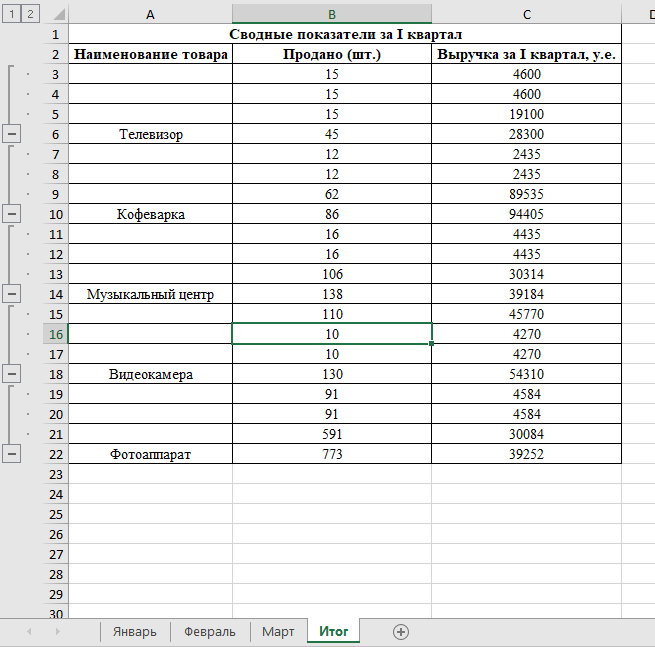 1 2 A B C D
1 Сводные показатели за I квартал
2 Наименование товара Продано (шт.) Выручка за I квартал, у.е.
3 15 4600
4 15 4600
5 15 19100
6 Телевизор 45 28300
7 12 2435
8 12 2435
9 62 89535
10 Кофеварка 86 94405
11 16 4435
12 16 4435
13 106 30314
14 Музыкальный центр 138 39184
15 110 45770
16 10 4270
17 10 4270
18 Видеокамера 130 54310
19 91 4584
20 91 4584
21 591 30084
22 Фотоаппарат 773 39252
23
24
25
26
27
28
29
30
Январь Февраль Март Итог